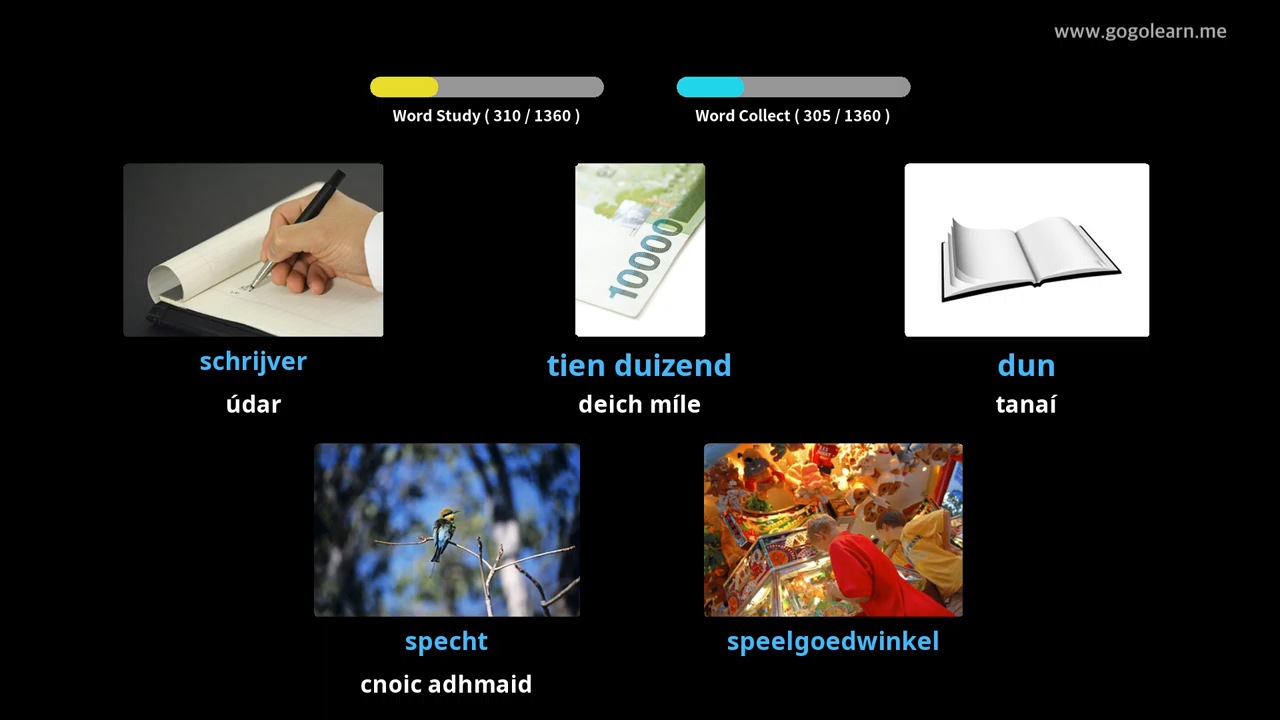 www.gogolearn.me
Word Study ( 310 / 1360 )
Word Collect ( 305 / 1360 )
10000
schrijver
tien duizend
dun
údar
deich míle
tanaí
specht
speelgoedwinkel
cnoic adhmaid